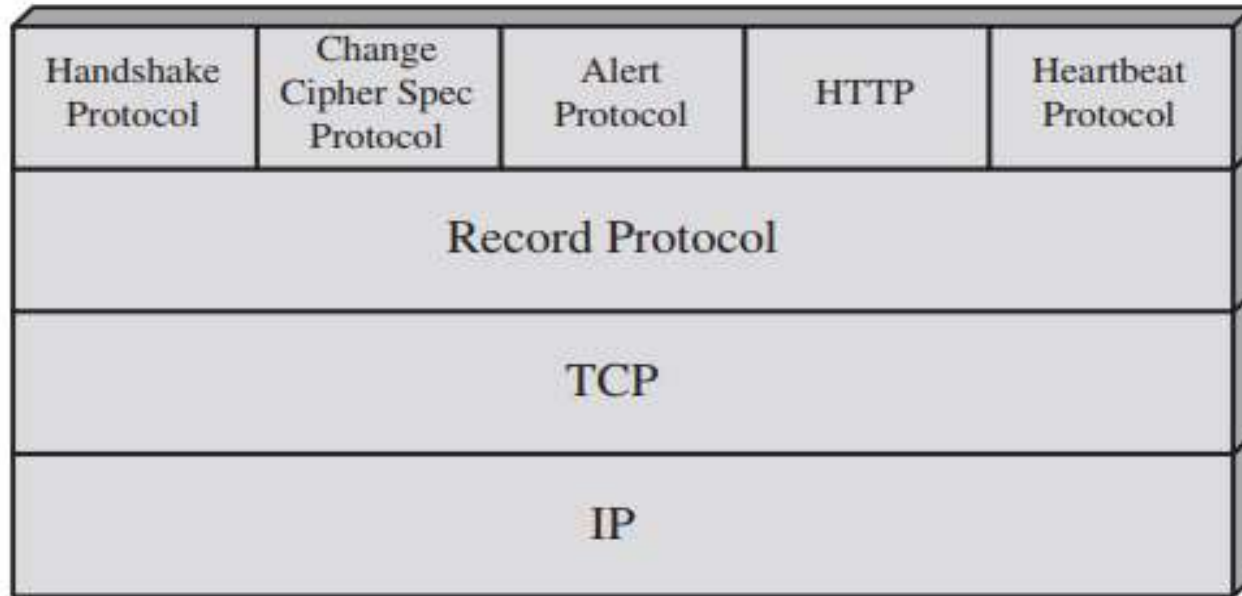 Handshake
Protocol
Change
Cipher Spec
Protocol
Alert
Protocol
HTTP
Heartbeat
Protocol
Record Protocol
TCP
IP